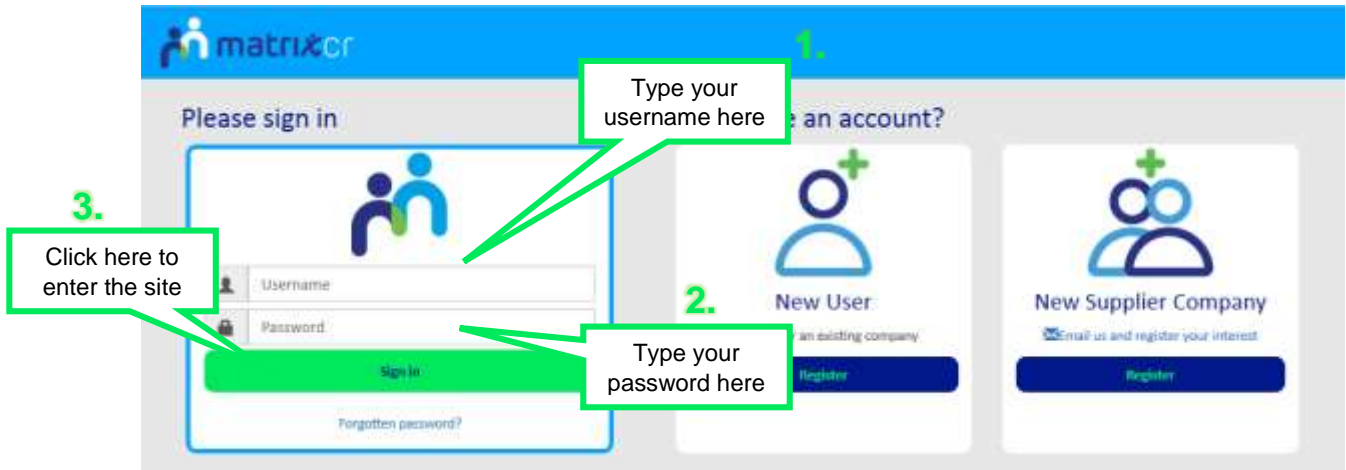 matrixcr
1.
Type your
username here
Please sign in
an account?
3.
Click here to
enter the site
Username
2.
New User
New Supplier Company
Password
Type your
password here
an existing company
Email us and register your interest
Sign in
Register
Register
Forgotten password?